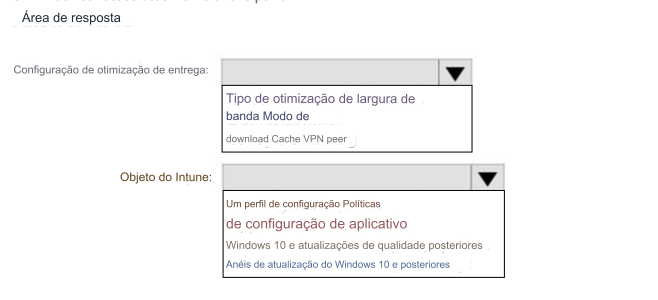 Área de resposta
Configuração de otimização de entrega:
Tipo de otimização de largura de
banda Modo de
download Cache VPN peer
Objeto do Intune:
Um perfil de configuração Políticas
de configuração de aplicativo
Windows 10 e atualizações de qualidade posteriores
Anéis de atualização do Windows 10 e posteriores